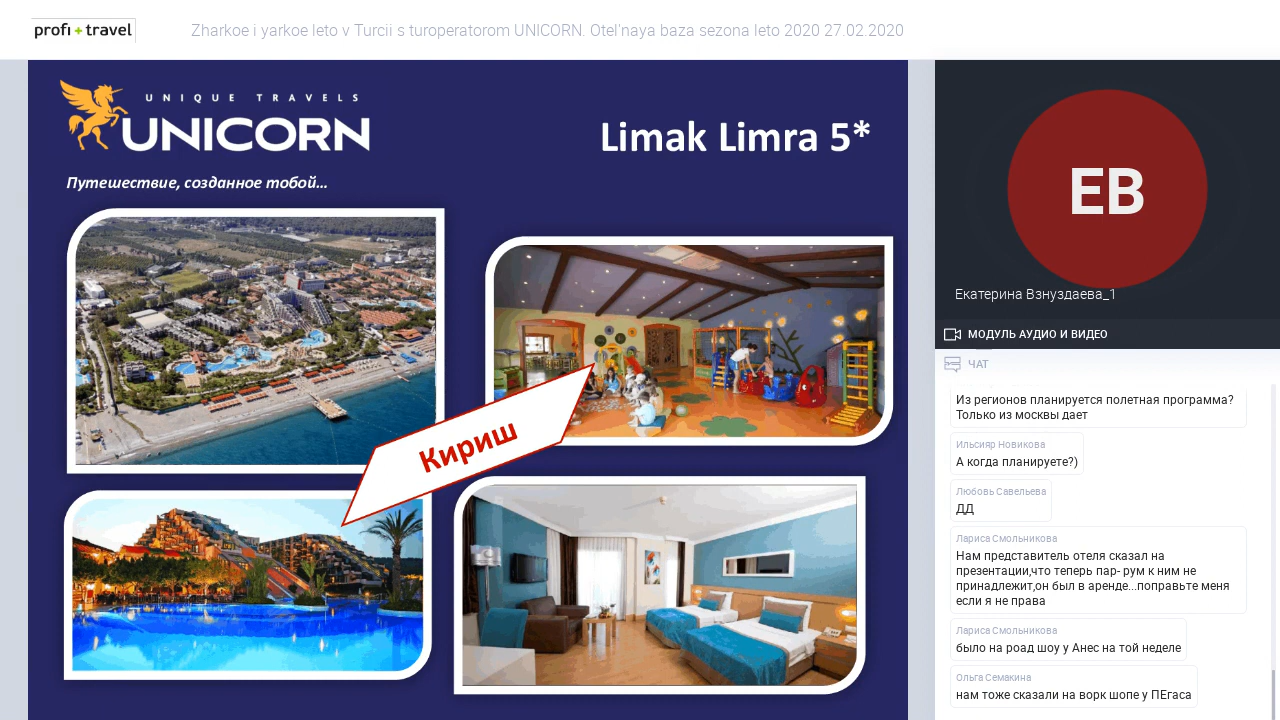 profi + travel
Zharkoe i yarkoe leto v Turcii s turoperatorom UNICORN. Otel'naya baza sezona leto 2020 27.02.2020
UNIQUE TRAVELS
UNICORN
Путешествие, созданное тобой...
Limak Limra 5*
Кириш
EB
Екатерина Взнуздаева_1
МОДУЛЬ АУДИО И ВИДЕО
ЧАТ
Из регионов планируется полетная программа?
Только из москвы дает
Ильсияр Новикова
А когда планируете?)
Любовь Савельева
ДД
Лариса Смольникова
Нам представитель отеля сказал на
презентации,что теперь пар- рум к ним не
принадлежит,он был в аренде...поправьте меня
если я не права
Лариса Смольникова
было на роад шоу у Анес на той неделе
Ольга Семакина
нам тоже сказали на ворк шопе у ПЕгаса